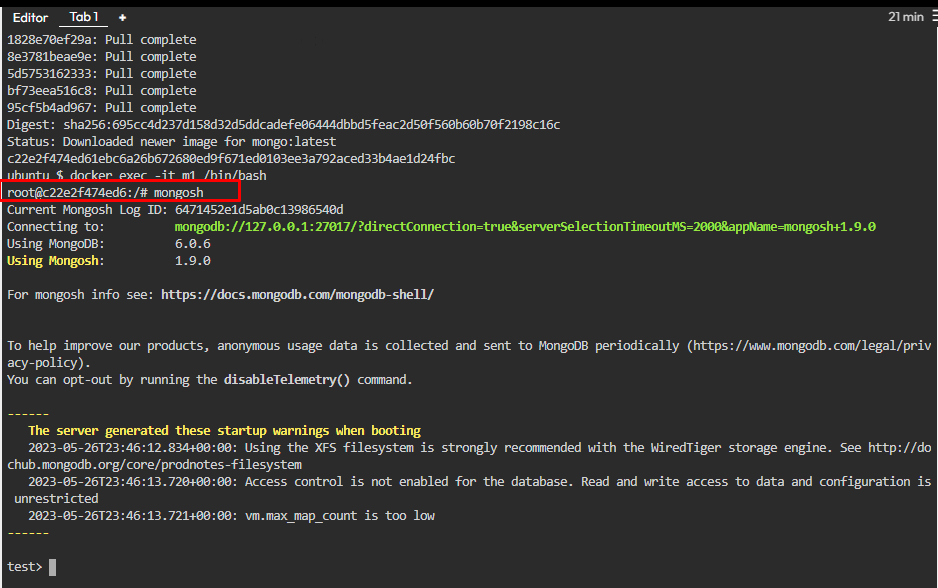 Editor Tab 1 + 21 min
1828e70ef29a: Pull complete
8e3781beae9e: Pull complete
5d5753162333: Pull complete
bf73eea516c8: Pull complete
95cf5b4ad967: Pull complete
Digest: sha256:695cc4d237d158d32d5ddcadefe06444dbbd5feac2d50f560b60b70f2198c16c
Status: Downloaded newer image for mongo:latest
c22e2f474ed61ebc6a26b672680ed9f671ed0103ee3a792aced33b4ae1d24fbc
ubuntu $ docker exec -it m1 /bin/bash
root@c22e2f474ed6:/# mongosh
Current Mongosh Log ID: 6471452e1d5ab0c13986540d
Connecting to: mongodb://127.0.0.1:27017/?directConnection=true&serverSelectionTimeoutMS=2000&appName=mongosh+1.9.0
Using MongoDB: 6.0.6
Using Mongosh: 1.9.0
For mongosh info see: https://docs.mongodb.com/mongodb-shell/
To help improve our products, anonymous usage data is collected and sent to MongoDB periodically (https://www.mongodb.com/legal/priv
acy-policy).
You can opt-out by running the disableTelemetry() command.
------
The server generated these startup warnings when booting
2023-05-26T23:46:12.834+00:00: Using the XFS filesystem is strongly recommended with the WiredTiger storage engine. See http://do
chub.mongodb.org/core/prodnotes-filesystem
2023-05-26T23:46:13.720+00:00: Access control is not enabled for the database. Read and write access to data and configuration is
unrestricted
2023-05-26T23:46:13.721+00:00: vm.max_map_count is too low
------
test>